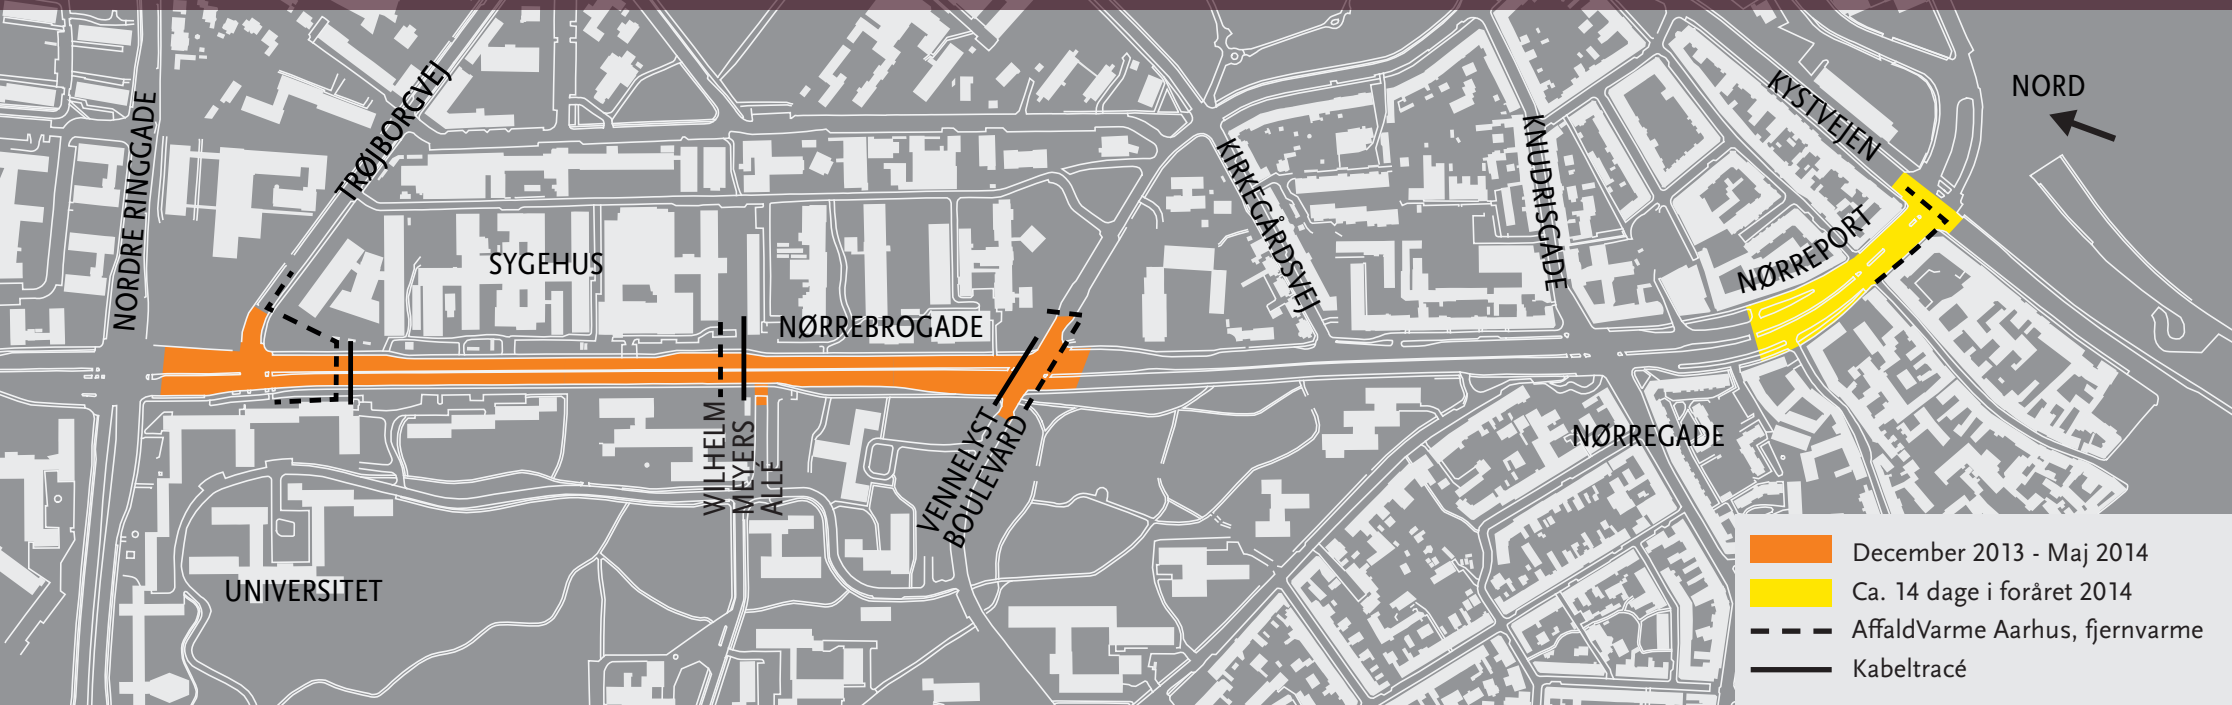 NORDRE RINGGADE
TRØJBORGVEJ
SYGEHUS
NØRREBROGADE
KIRKEGÅRDSVEJ
KNUDRISGADE
KYSTVEJEN
NORD
NØRREPORT
NØRREGADE
WILHELM
MEYERS
ALLÉ
VENNELYST
BOULEVARD
UNIVERSITET
December 2013 - Maj 2014
Ca. 14 dage i foråret 2014
AffaldVarme Aarhus, fjernvarme
Kabeltracé